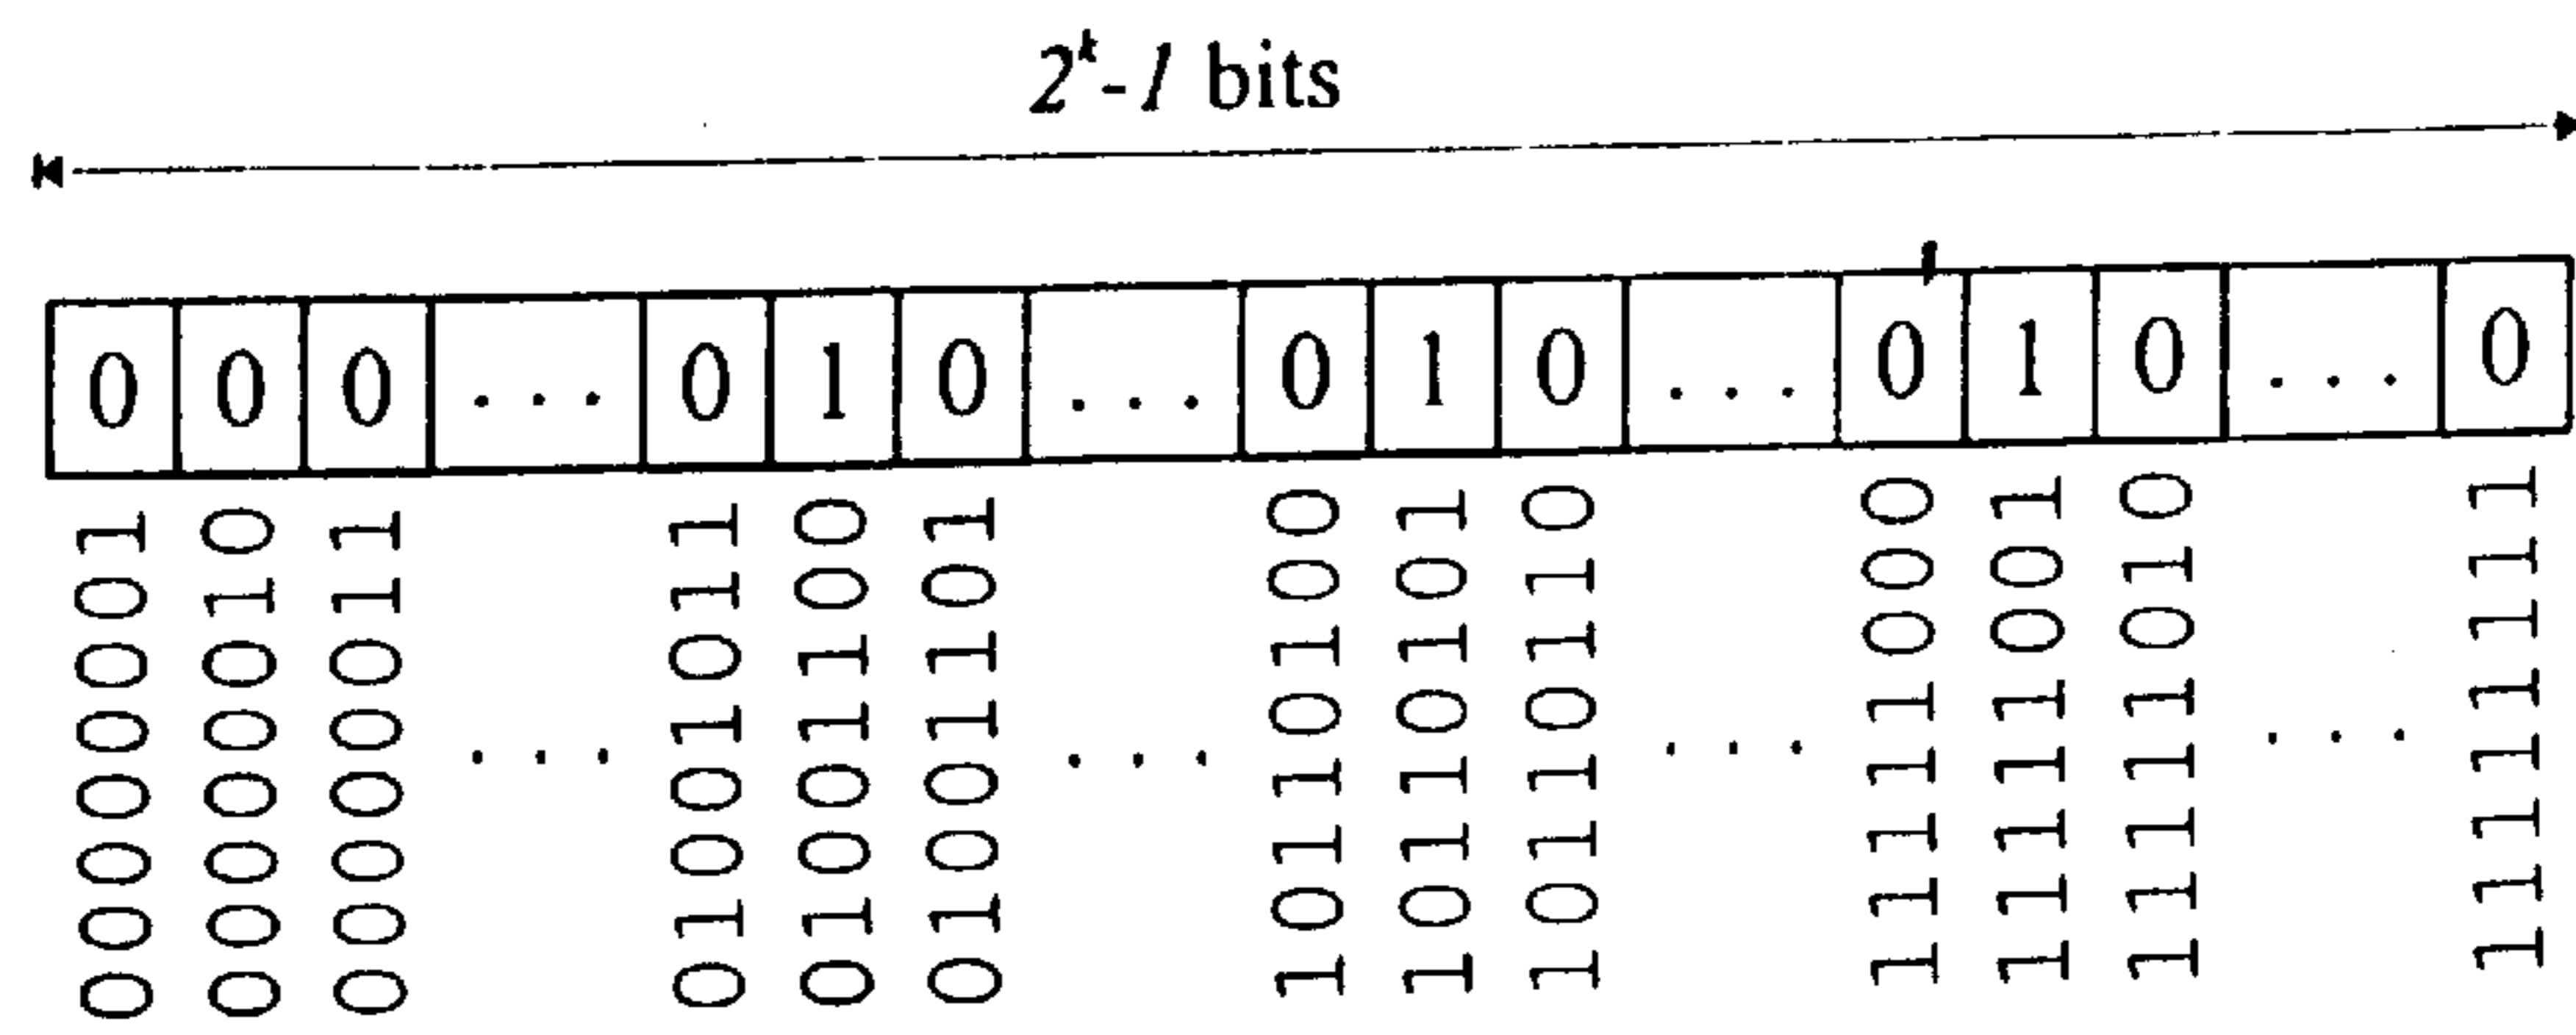 2^k-1 bits
0 0 0 . . . 0 1 0 . . . 0 1 0 . . . 0 1 0 . . . 0
00000001
00000010
00000011
. . .
01001011
01001100
01001101
. . .
10110100
10110101
10110110
. . .
11111000
11111001
11111010
. . .
11111111